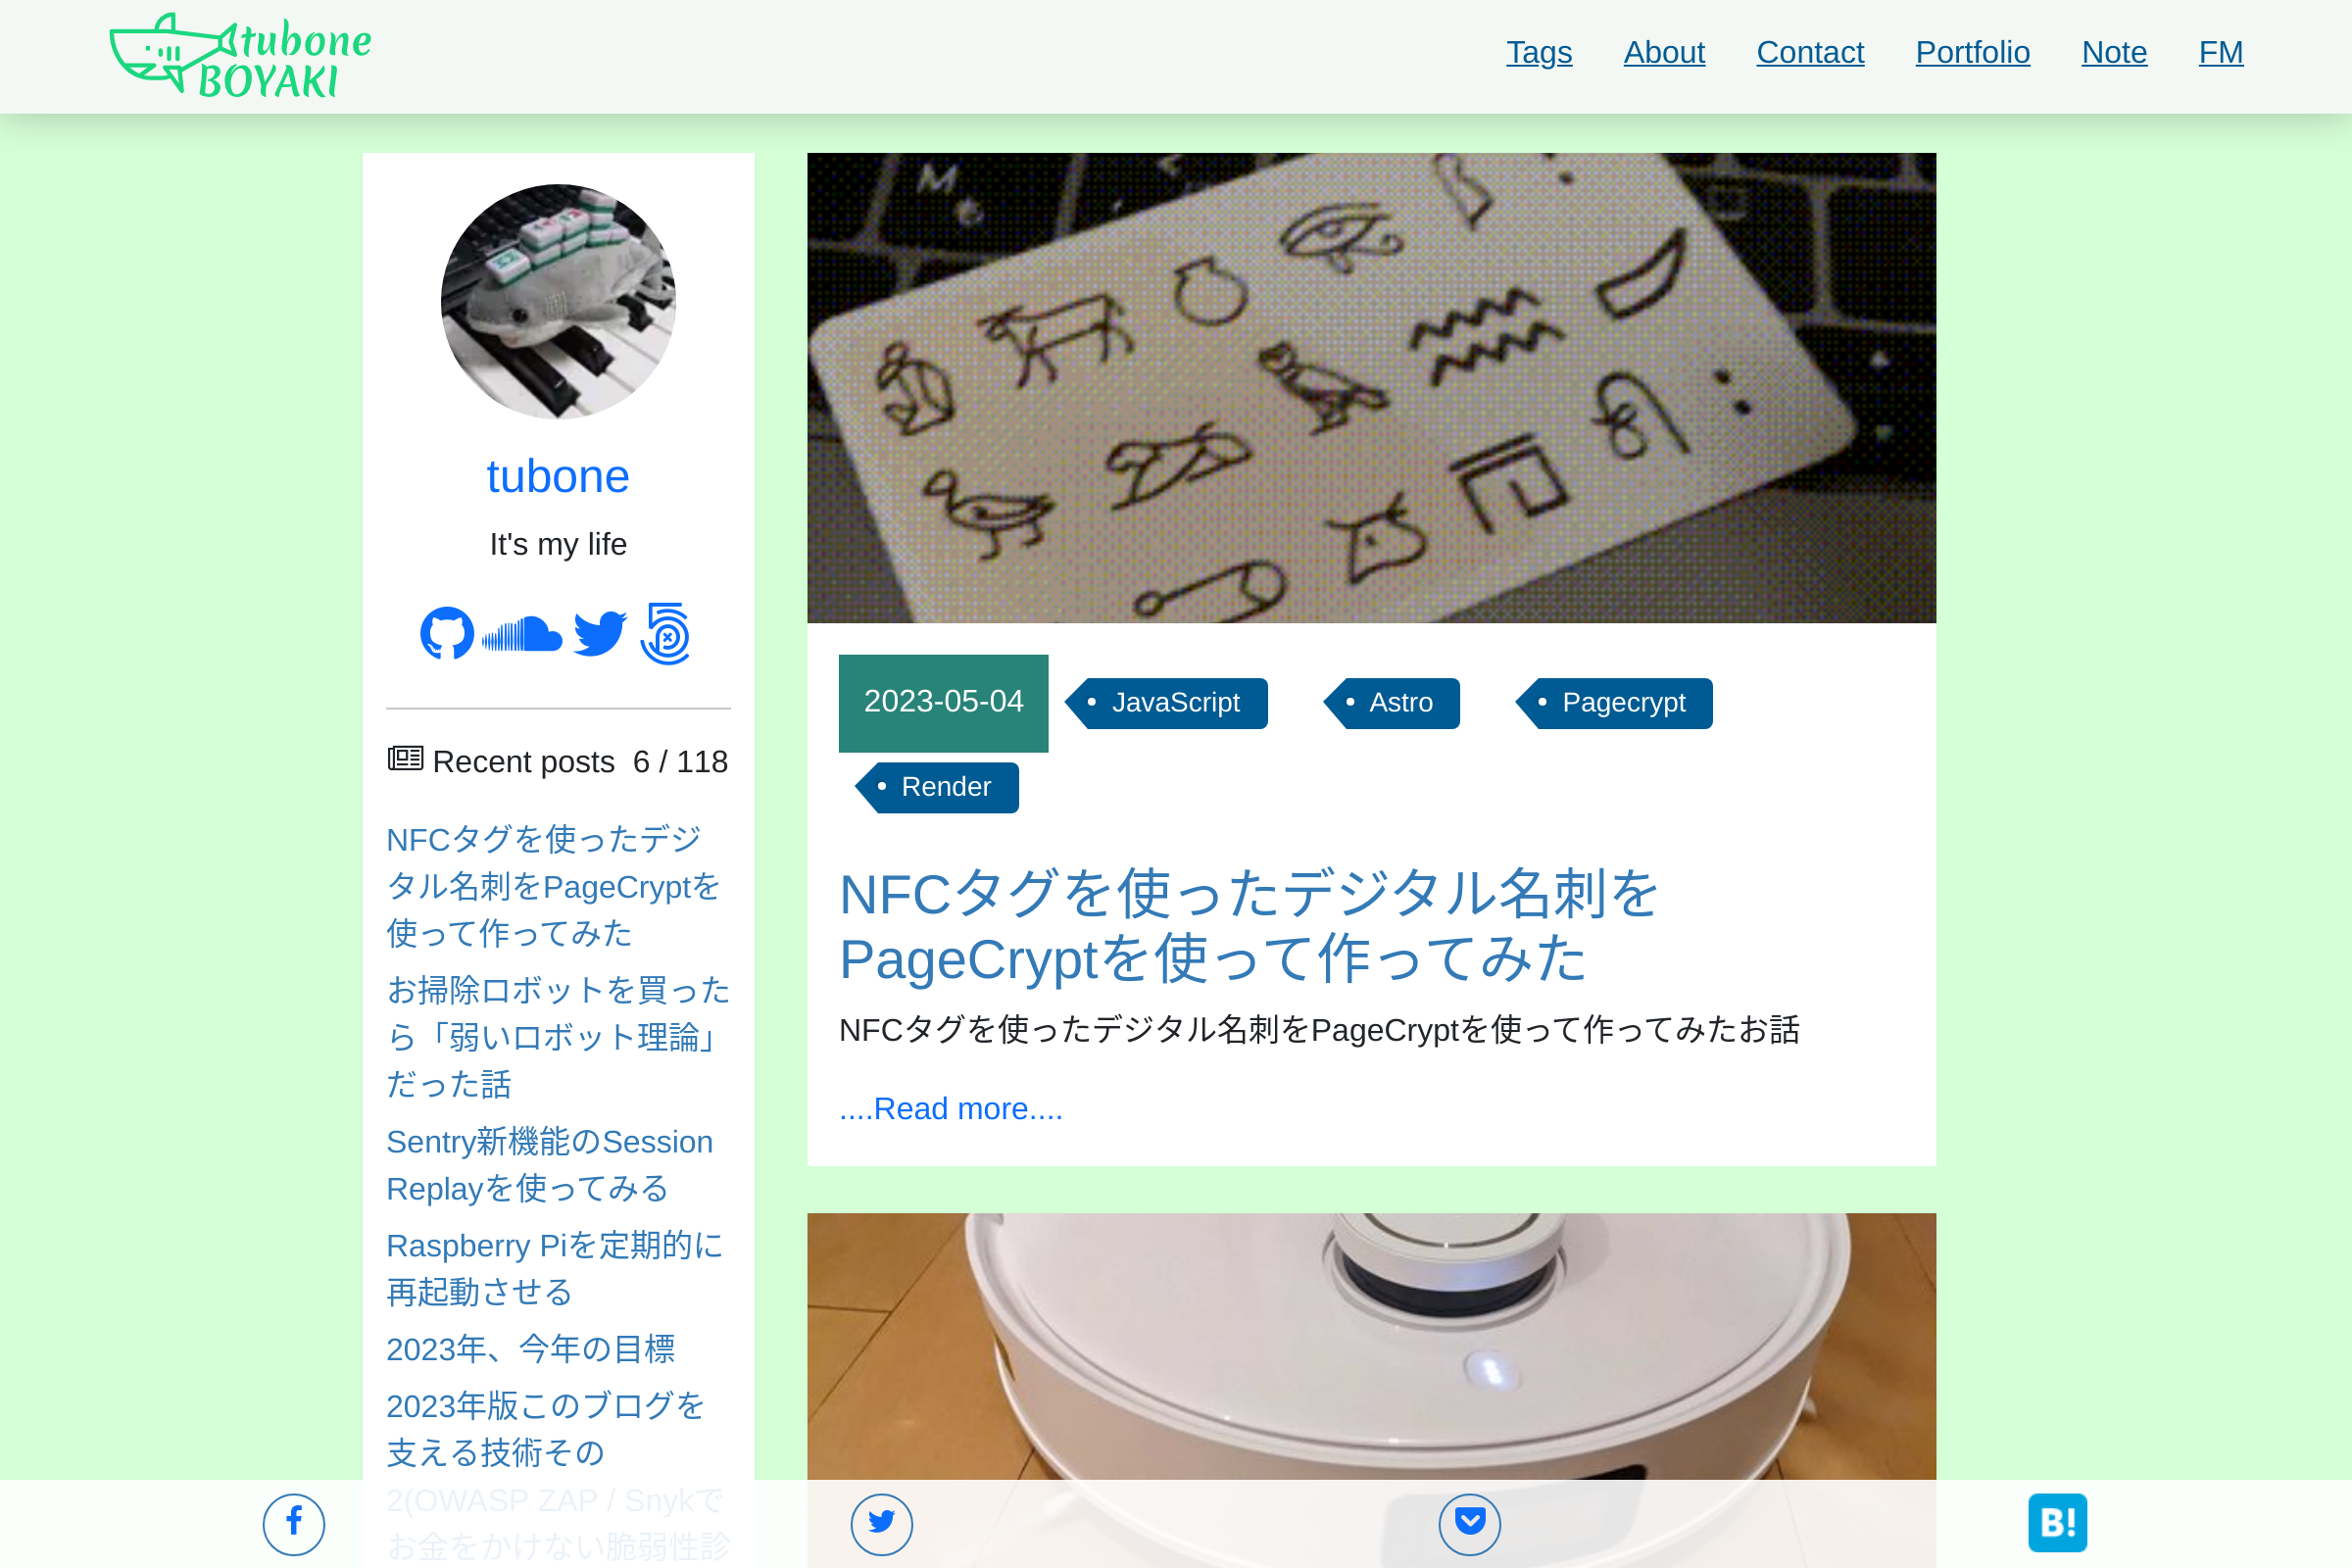 tubone
BOYAKI
Tags About Contact Portfolio Note FM
tubone
It's my life
Recent posts 6 / 118
NFCタグを使ったデジ
タル名刺をPageCryptを
使って作ってみた
お掃除ロボットを買った
ら「弱いロボット理論」
だった話
Sentry新機能のSession
Replayを使ってみる
Raspberry Piを定期的に
再起動させる
2023年、今年の目標
2023年版このブログを
支える技術その
2(OWASP ZAP / Snykで
お金をかけない脆弱性診
M
2023-05-04 JavaScript Astro Pagecrypt
Render
NFCタグを使ったデジタル名刺を
PageCryptを使って作ってみた
NFCタグを使ったデジタル名刺をPageCryptを使って作ってみたお話
....Read more....
B!